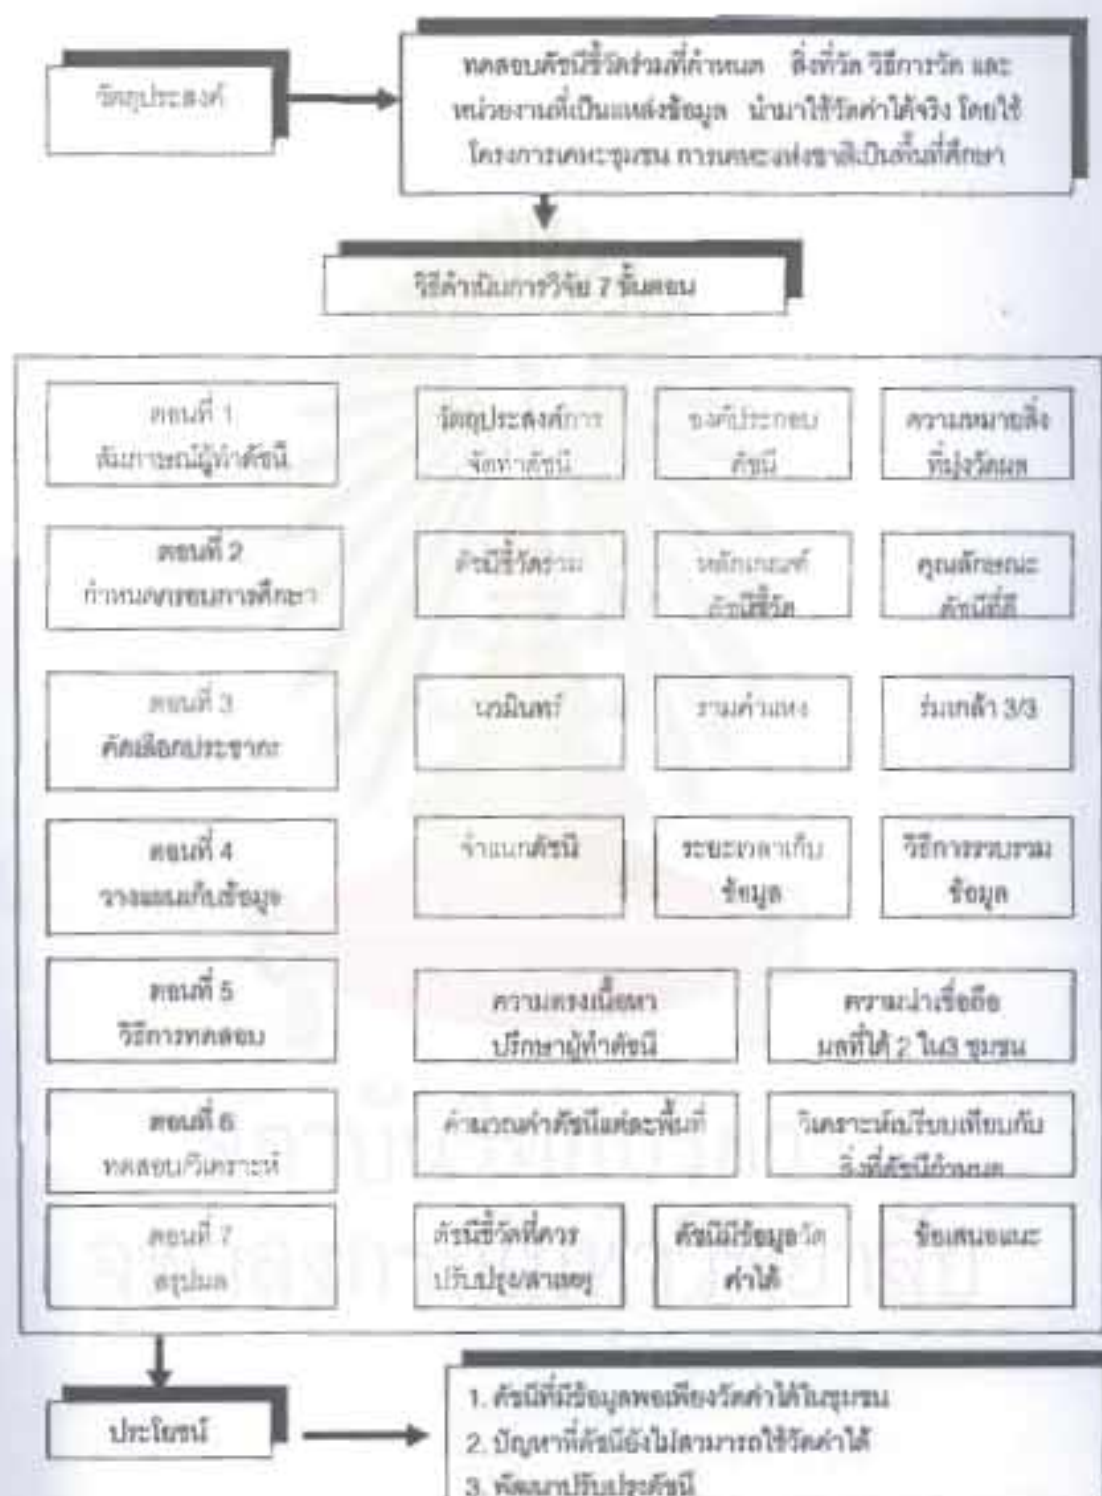 วัตถุประสงค์
ทดสอบดัชนีชี้วัดร่วมที่กำหนด สิ่งที่วัด วิธีการวัด และ
หน่วยงานที่เป็นแหล่งข้อมูล นำมาใช้วัดค่าได้จริง โดยใช้
โครงการเคหะชุมชน การเคหะแห่งชาติเป็นพื้นที่ศึกษา
วิธีดำเนินการวิจัย 7 ขั้นตอน
ตอนที่ 1
สัมภาษณ์ผู้ทำดัชนี
วัตถุประสงค์การ
จัดทำดัชนี
องค์ประกอบ
ดัชนี
ความหมายสิ่ง
ที่มุ่งวัดผล
ตอนที่ 2
กำหนดกรอบการศึกษา
ดัชนีชี้วัดร่วม
หลักเกณฑ์
ดัชนีชี้วัด
คุณลักษณะ
ดัชนีที่ดี
ตอนที่ 3
คัดเลือกประชากร
นวมินทร์
รามคำแหง
ร่มเกล้า 3/3
ตอนที่ 4
วางแผนเก็บข้อมูล
จำแนกดัชนี
ระยะเวลาเก็บ
ข้อมูล
วิธีการรวบรวม
ข้อมูล
ตอนที่ 5
วิธีการทดสอบ
ความตรงเนื้อหา
ปรึกษาผู้ทำดัชนี
ความน่าเชื่อถือ
ผลที่ได้ 2 ใน3 ชุมชน
ตอนที่ 6
ทดสอบ/วิเคราะห์
คำนวณค่าดัชนีแต่ละพื้นที่
วิเคราะห์เปรียบเทียบกับ
สิ่งที่ดัชนีกำหนด
ตอนที่ 7
สรุปผล
ดัชนีชี้วัดที่ควร
ปรับปรุง/สาเหตุ
ดัชนีมีข้อมูลวัด
ค่าได้
ข้อเสนอแนะ
ประโยชน์
1. ดัชนีที่มีข้อมูลพอเพียงวัดค่าได้ในชุมชน
2. ปัญหาที่ดัชนียังไม่สามารถใช้วัดค่าได้
3. พัฒนาปรับประดัชนี